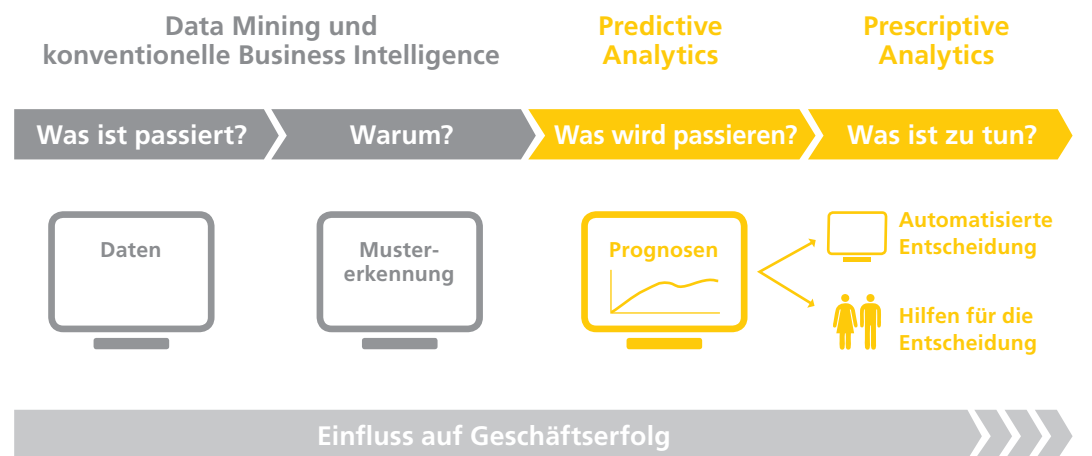 Data Mining und
konventionelle Business Intelligence
Predictive
Analytics
Prescriptive
Analytics
Was ist passiert?
Warum?
Was wird passieren?
Was ist zu tun?
Daten
Muster-
erkennung
Prognosen
Automatisierte
Entscheidung
Hilfen für die
Entscheidung
Einfluss auf Geschäftserfolg